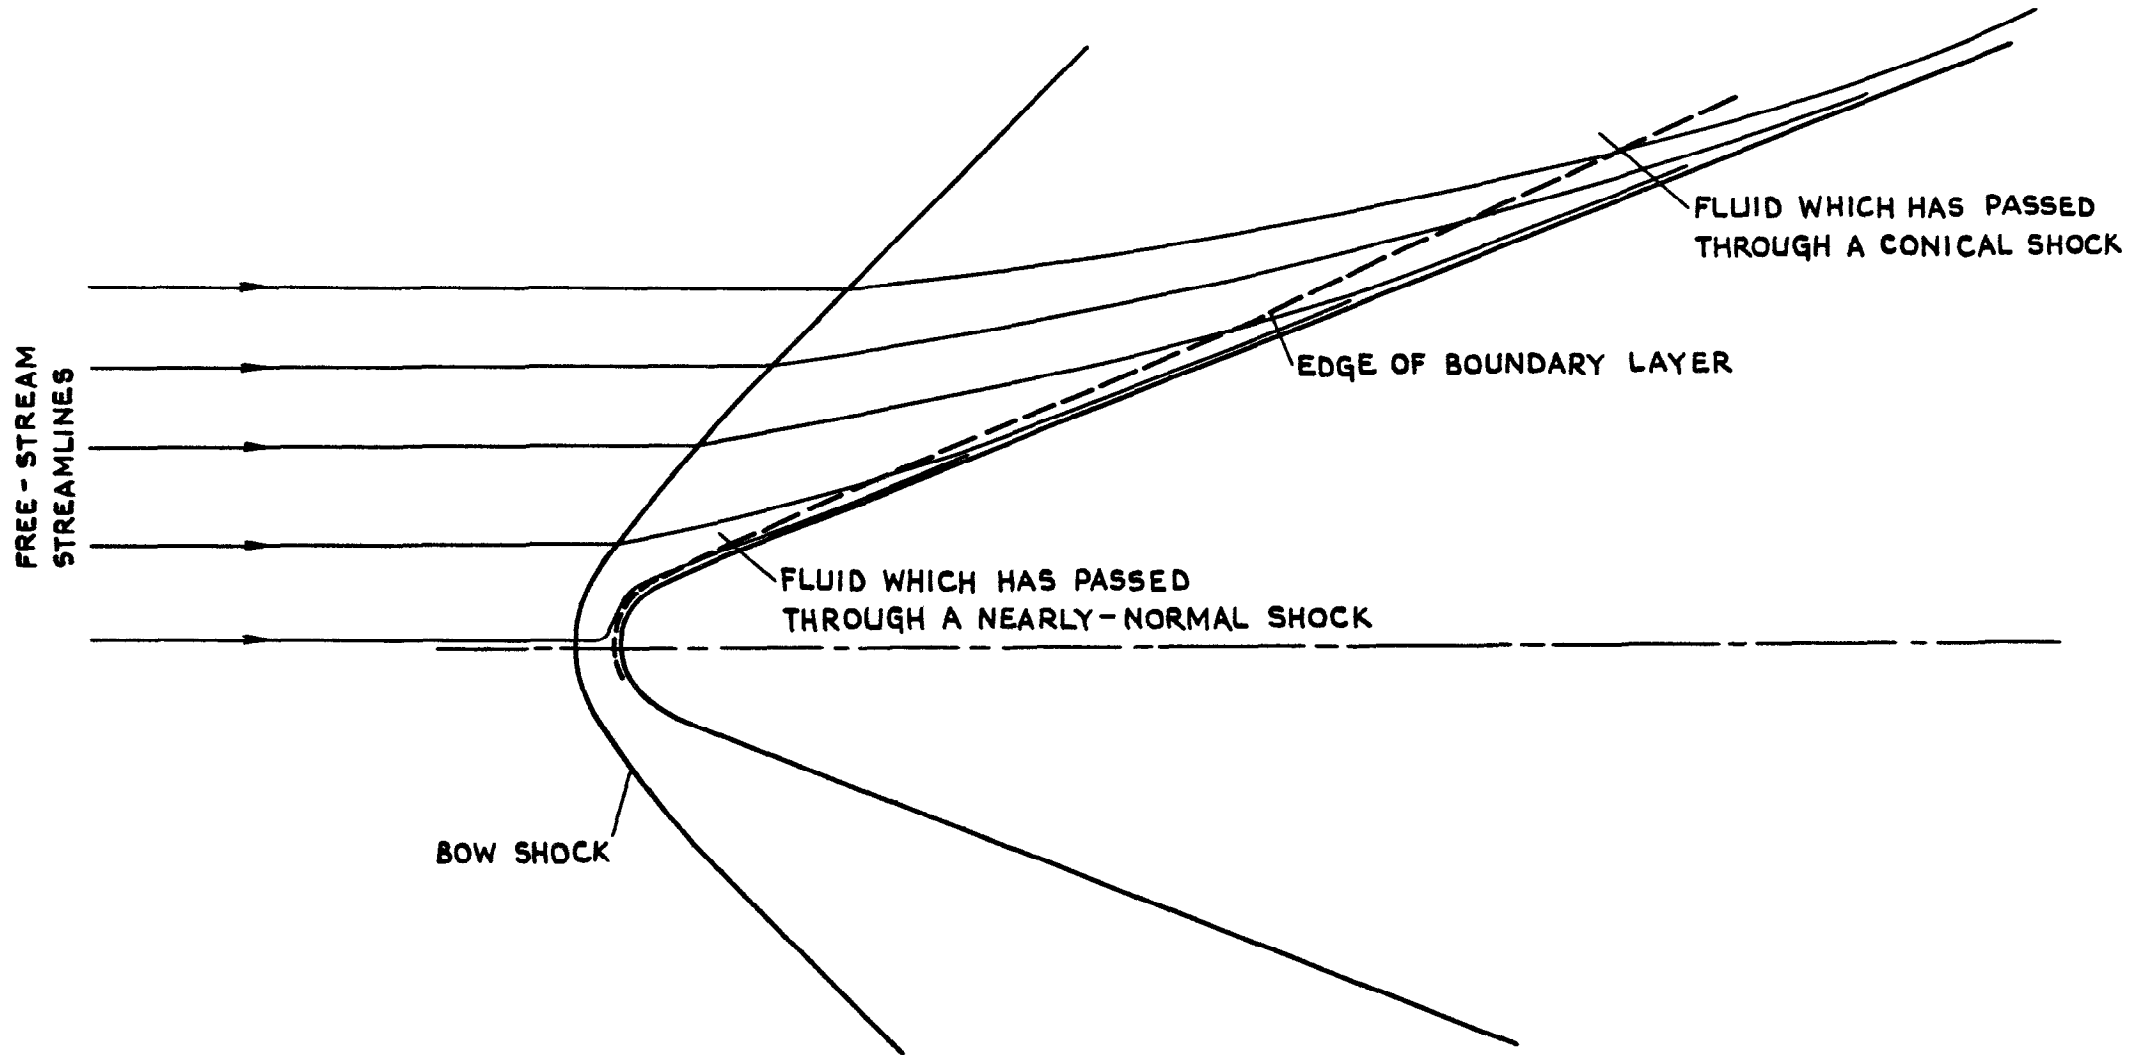 FREE-STREAM
STREAMLINES
FLUID WHICH HAS PASSED
THROUGH A CONICAL SHOCK
EDGE OF BOUNDARY LAYER
FLUID WHICH HAS PASSED
THROUGH A NEARLY-NORMAL SHOCK
BOW SHOCK